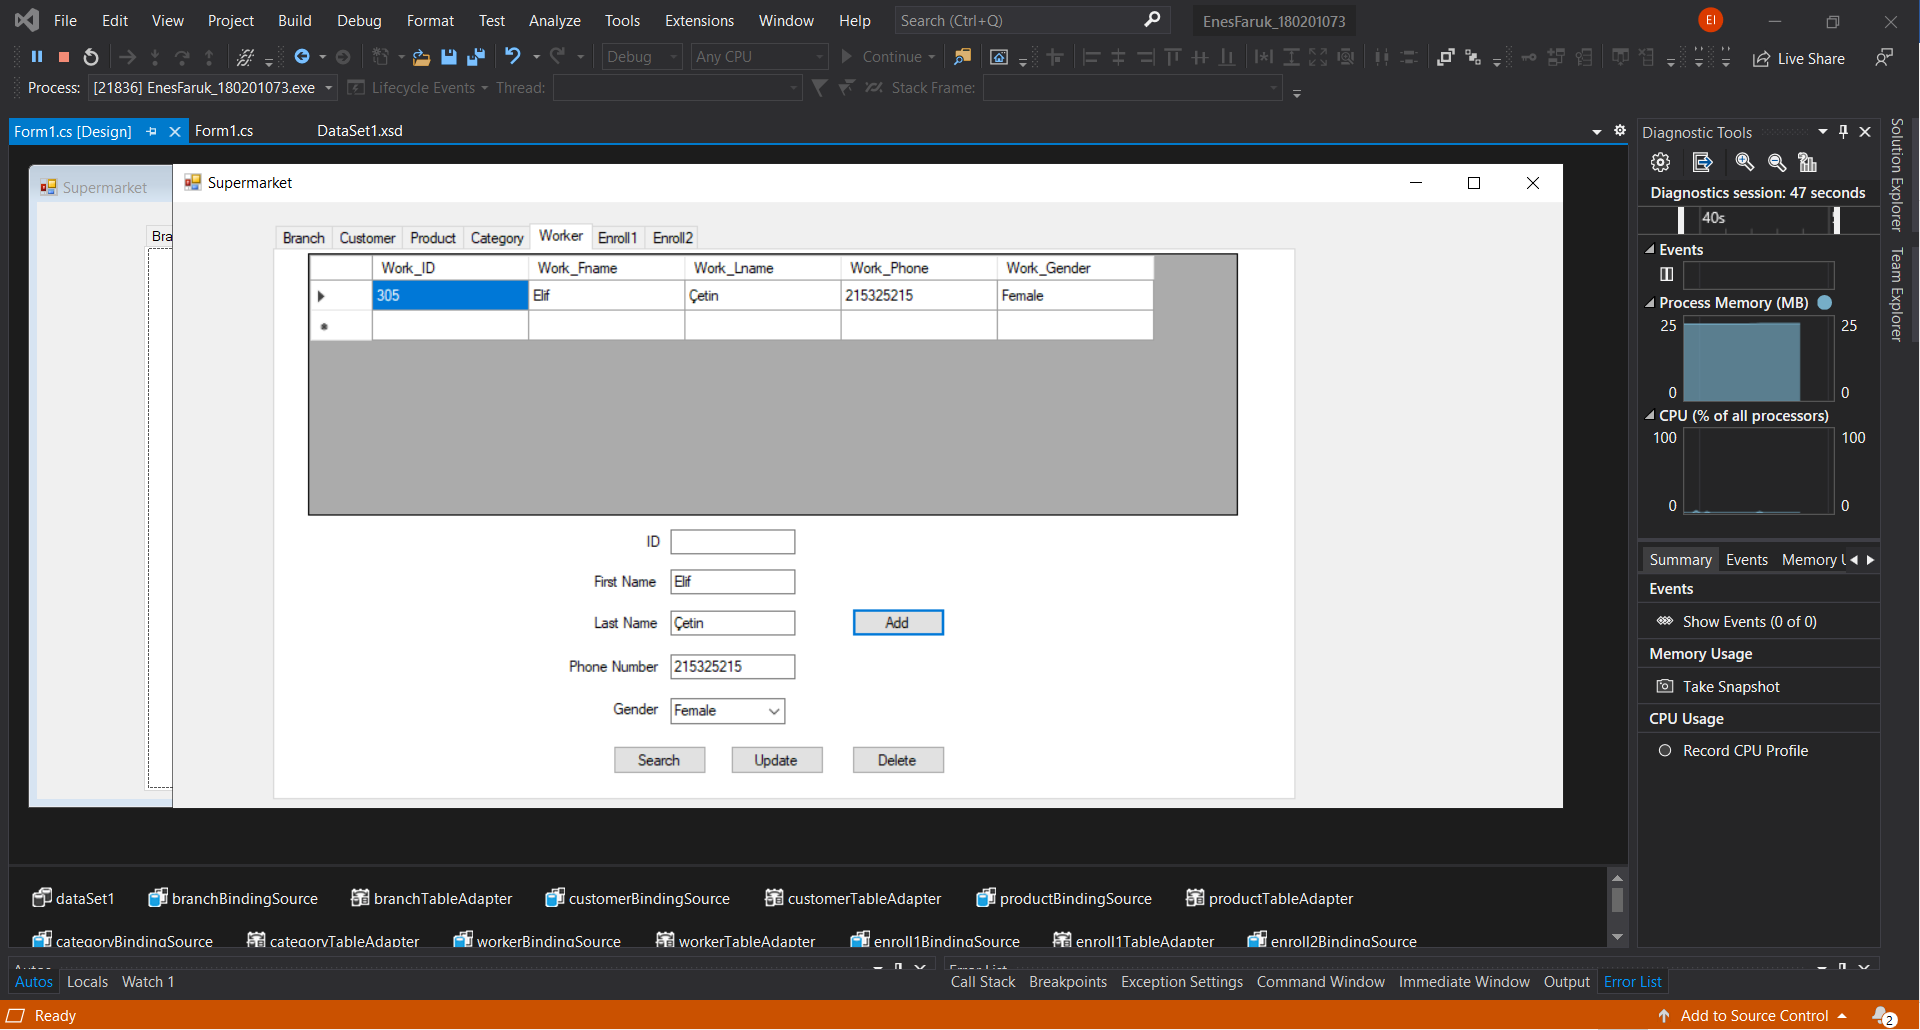 File Edit View Project Build Debug Format Test Analyze Tools Extensions Window Help Search (Ctrl+Q) EnesFaruk_180201073 EI
Debug Any CPU Continue Live Share
Process: [21836] EnesFaruk_180201073.exe Lifecycle Events Thread: Stack Frame:
Form1.cs [Design] Form1.cs DataSet1.xsd
Supermarket
Bra
Supermarket
Branch Customer Product Category Worker Enroll1 Enroll2
Work_ID Work_Fname Work_Lname Work_Phone Work_Gender
305 Elif Çetin 215325215 Female
ID
First Name Elif
Last Name Çetin
Add
Phone Number 215325215
Gender Female
Search Update Delete
dataSet1 branchBindingSource branchTableAdapter customerBindingSource customerTableAdapter productBindingSource productTableAdapter
categoryBindingSource categoryTableAdapter workerBindingSource workerTableAdapter enroll1BindingSource enroll1TableAdapter enroll2BindingSource
Diagnostic Tools
Diagnostics session: 47 seconds
40s
Events
Process Memory (MB)
25 25
0 0
CPU (% of all processors)
100 100
0 0
Summary Events Memory U
Events
Show Events (0 of 0)
Memory Usage
Take Snapshot
CPU Usage
Record CPU Profile
Solution Explorer
Team Explorer
Autos
Error List
Autos Locals Watch 1
Call Stack Breakpoints Exception Settings Command Window Immediate Window Output Error List
Ready
Add to Source Control 2